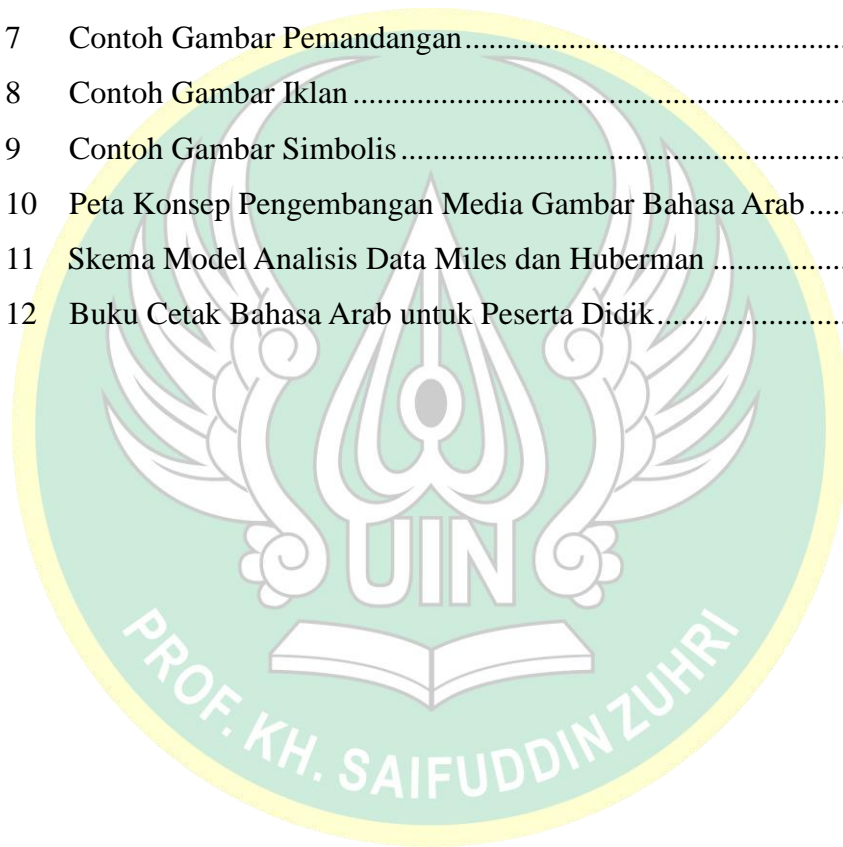 7 Contoh Gambar Pemandangan..............................................
8 Contoh Gambar Iklan............................................................
9 Contoh Gambar Simbolis......................................................
10 Peta Konsep Pengembangan Media Gambar Bahasa Arab.....
11 Skema Model Analisis Data Miles dan Huberman................
12 Buku Cetak Bahasa Arab untuk Peserta Didik.......................
UIN
PROF. KH. SAIFUDDIN ZUHRI